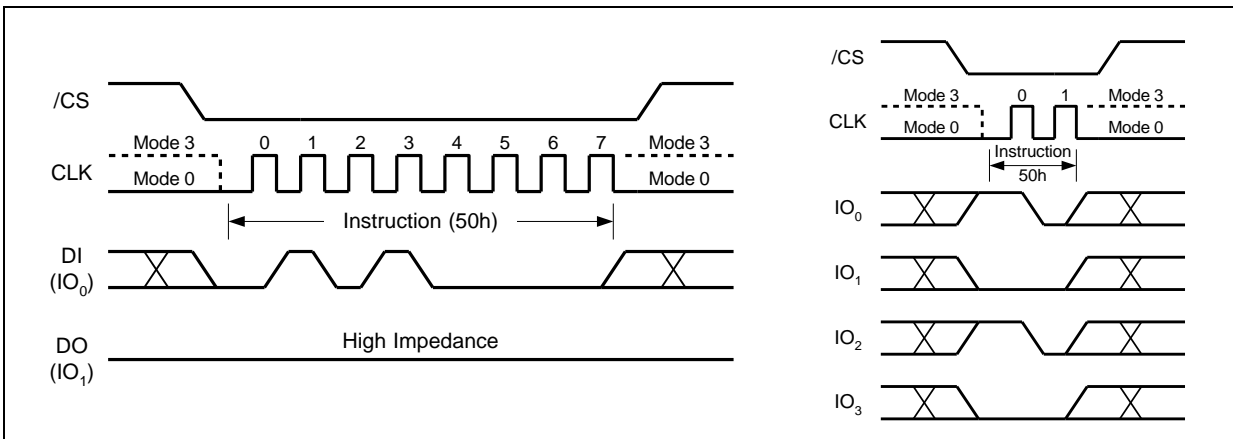 /CS
Mode 3
0 1 2 3 4 5 6 7
Mode 3
CLK
Mode 0
Mode 0
Instruction (50h)
DI
(IO0)
High Impedance
DO
(IO1)
/CS
Mode 3
0 1
Mode 3
CLK
Mode 0
Mode 0
Instruction
50h
IO0
IO1
IO2
IO3